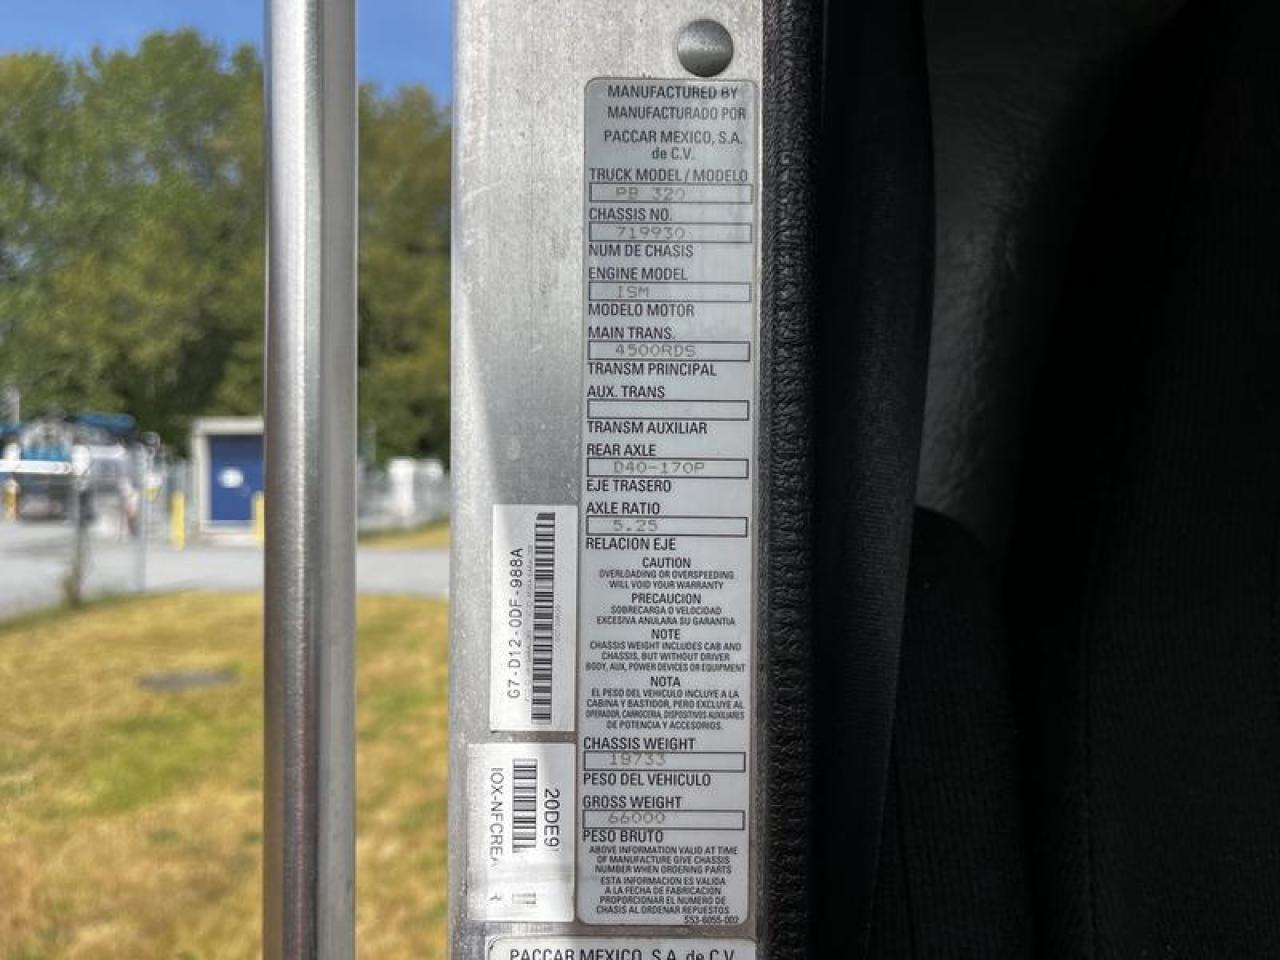 MANUFACTURED BY
MANUFACTURADO POR
PACCAR MEXICO, S.A.
de C.V.
TRUCK MODEL / MODELO
PB 320
CHASSIS NO.
719930
NUM DE CHASIS
ENGINE MODEL
ISM
MODELO MOTOR
MAIN TRANS.
4500RDS
TRANSM PRINCIPAL
AUX. TRANS
TRANSM AUXILIAR
REAR AXLE
D40-170P
EJE TRASERO
AXLE RATIO
5.25
RELACION EJE
CAUTION
OVERLOADING OR OVERSPEEDING
WILL VOID YOUR WARRANTY
PRECAUCION
SOBRECARGA O VELOCIDAD
EXCESIVA ANULARA SU GARANTIA
NOTE
CHASSIS WEIGHT INCLUDES CAB AND
CHASSIS, BUT WITHOUT DRIVER
BODY, AUX, POWER DEVICES OR EQUIPMENT
NOTA
EL PESO DEL VEHICULO INCLUYE A LA
CABINA Y BASTIDOR, PERO EXCLUYE AL
OPERADOR, CARROCERIA, DISPOSITIVOS AUXILIARES
DE POTENCIA Y ACCESORIOS.
CHASSIS WEIGHT
19733
PESO DEL VEHICULO
GROSS WEIGHT
66000
PESO BRUTO
ABOVE INFORMATION VALID AT TIME
OF MANUFACTURE GIVE CHASSIS
NUMBER WHEN ORDERING PARTS
ESTA INFORMACION ES VALIDA
A LA FECHA DE FABRICACION
PROPORCIONAR EL NUMERO DE
CHASIS AL ORDENAR REPUESTOS
S53-6055-002
G7-D12-0DF-988A
20DE9
IOX-NFCREA
R
PACCAR MEXICO, S.A. de C.V.